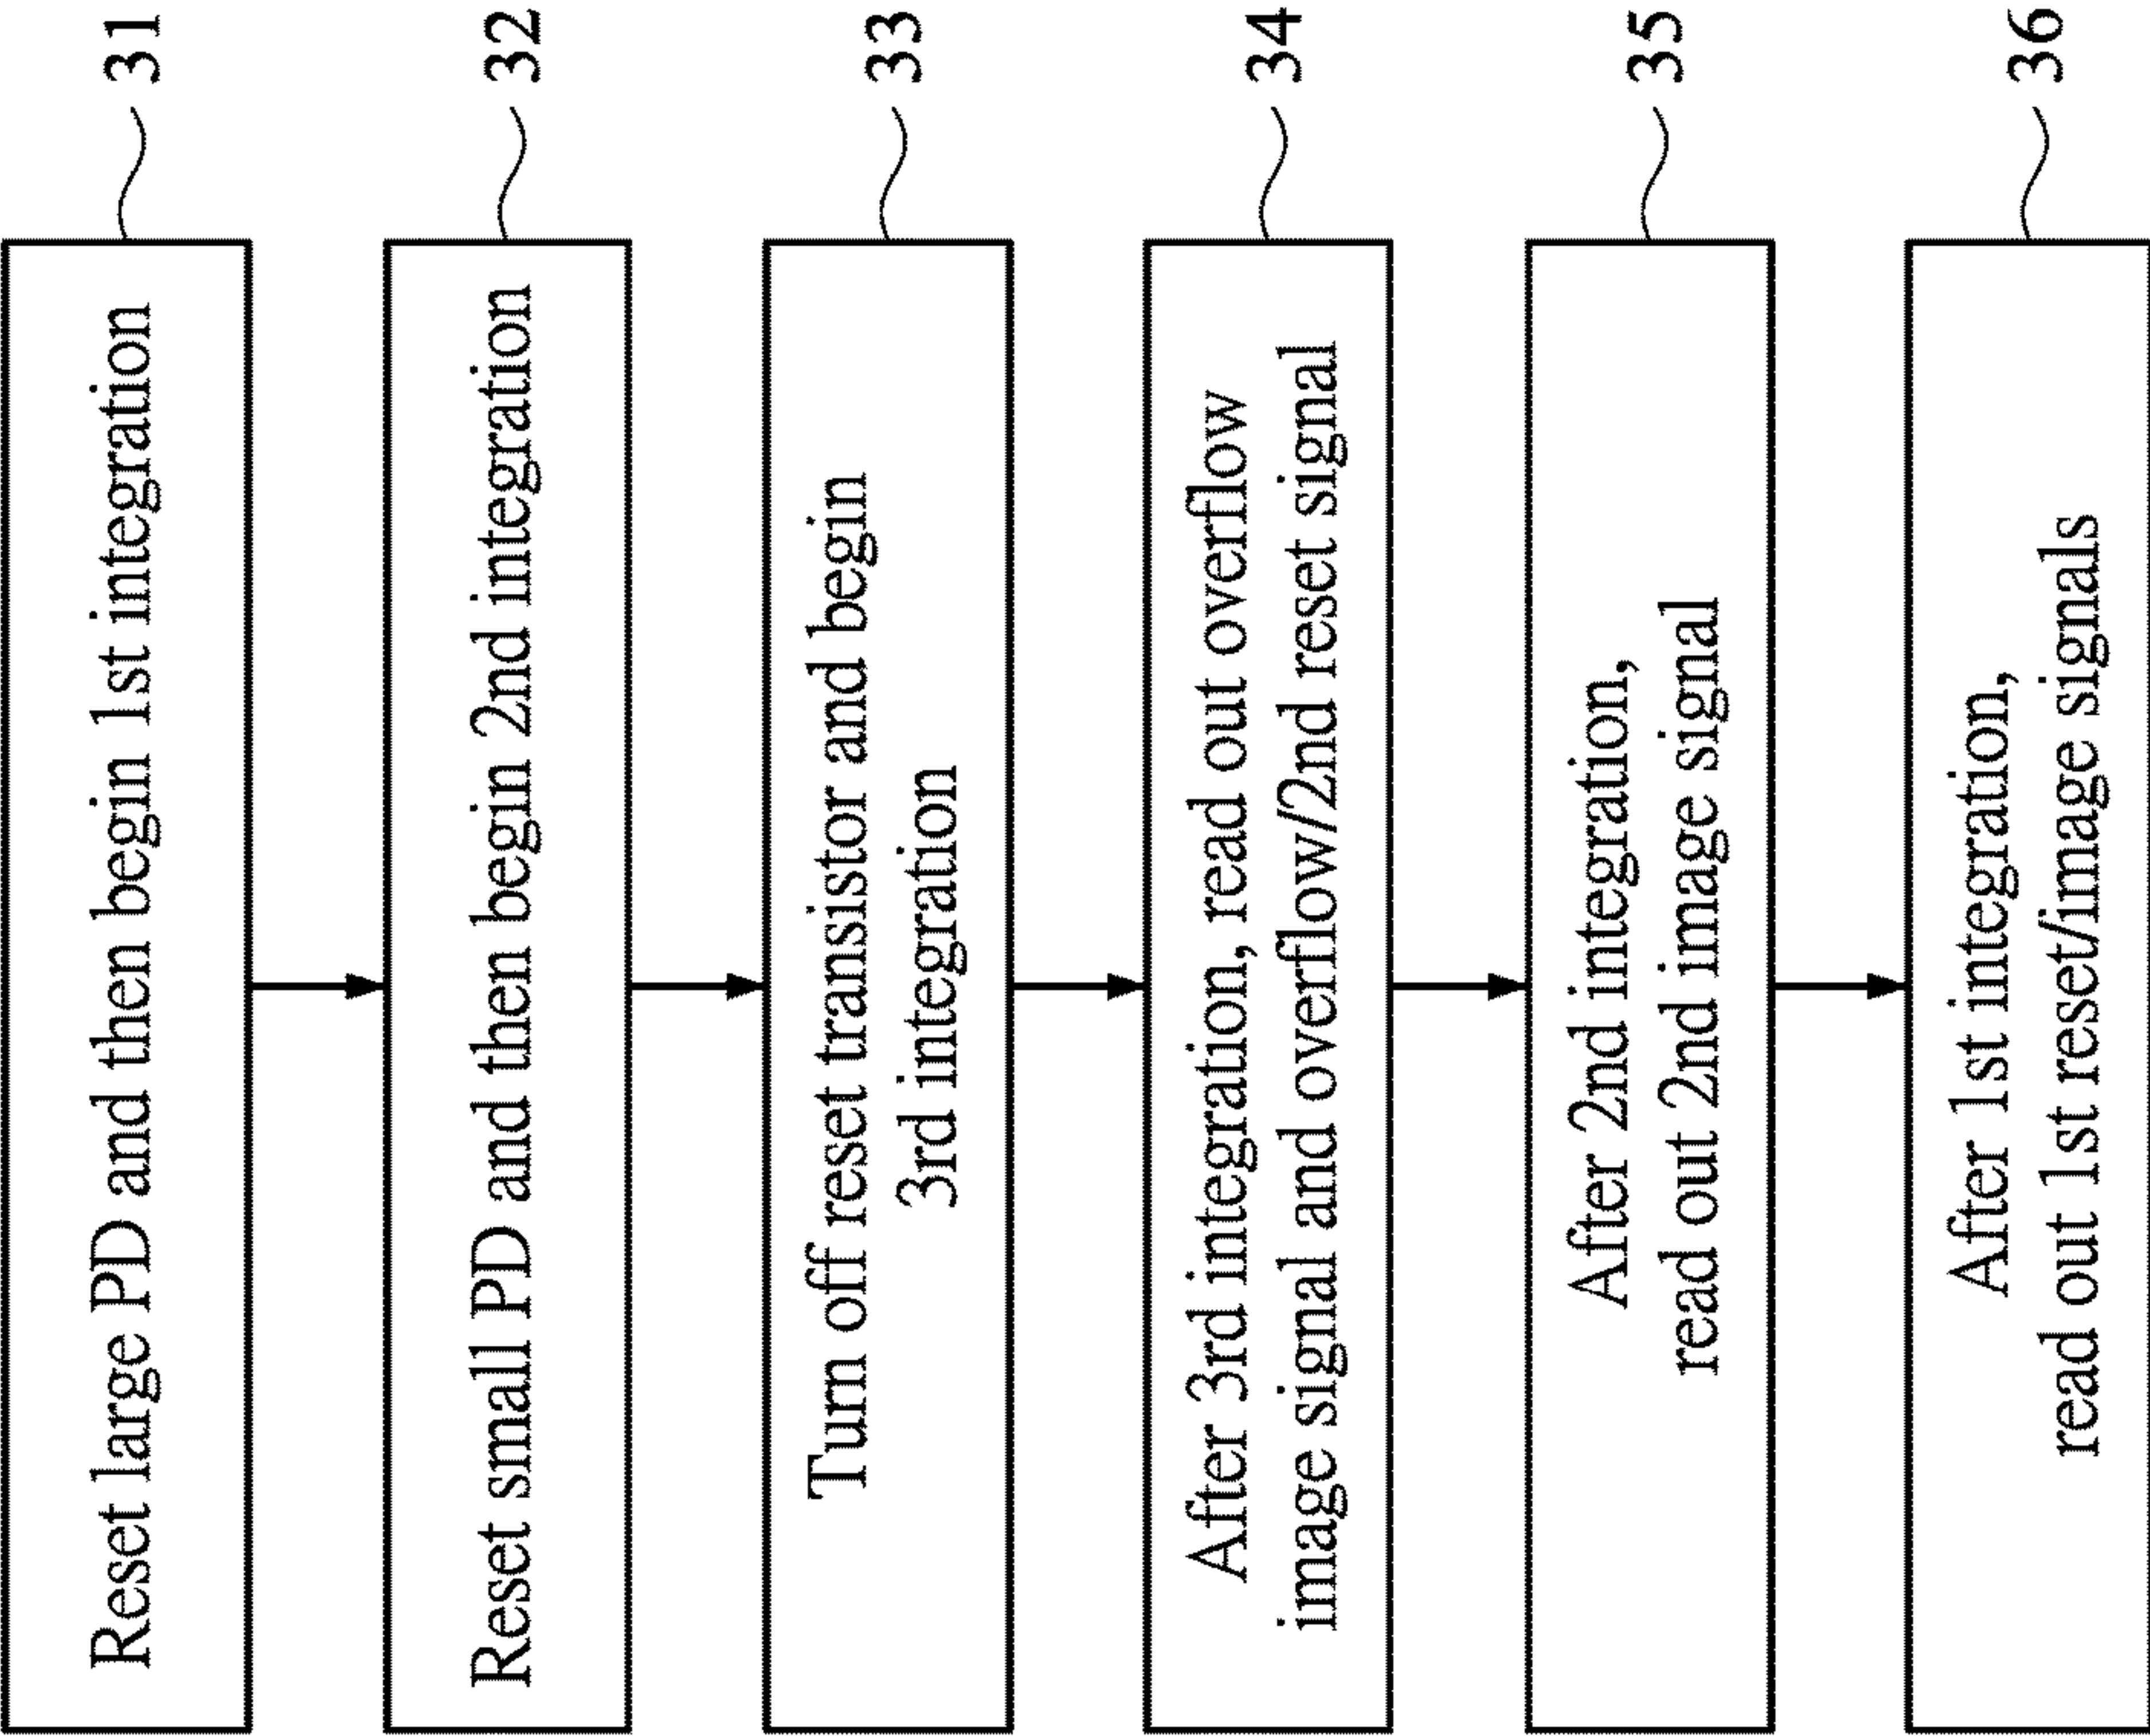 Reset large PD and then begin 1st integration
31
Reset small PD and then begin 2nd integration
32
Turn off reset transistor and begin
3rd integration
33
After 3rd integration, read out overflow
image signal and overflow/2nd reset signal
34
After 2nd integration,
read out 2nd image signal
35
After 1st integration,
read out 1st reset/image signals
36